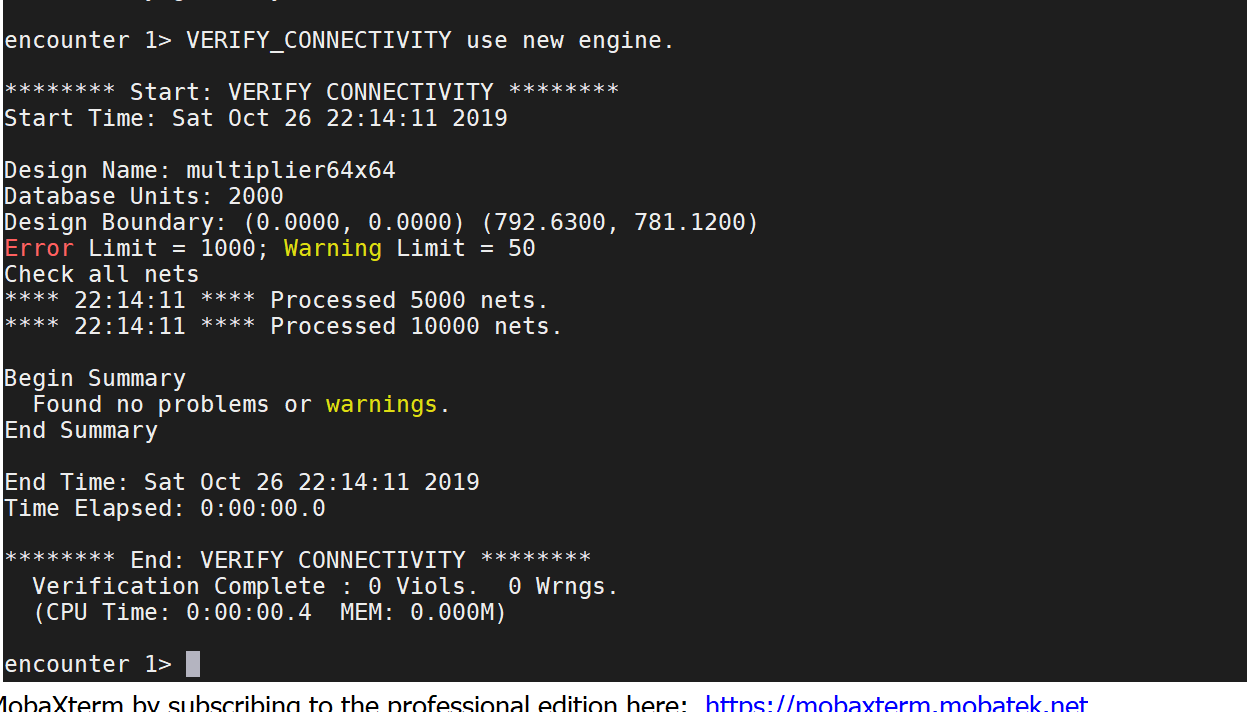 encounter 1> VERIFY_CONNECTIVITY use new engine.
******** Start: VERIFY CONNECTIVITY ********
Start Time: Sat Oct 26 22:14:11 2019
Design Name: multiplier64x64
Database Units: 2000
Design Boundary: (0.0000, 0.0000) (792.6300, 781.1200)
Error Limit = 1000; Warning Limit = 50
Check all nets
**** 22:14:11 **** Processed 5000 nets.
**** 22:14:11 **** Processed 10000 nets.
Begin Summary
  Found no problems or warnings.
End Summary
End Time: Sat Oct 26 22:14:11 2019
Time Elapsed: 0:00:00.0
******** End: VERIFY CONNECTIVITY ********
  Verification Complete : 0 Viols.  0 Wrngs.
  (CPU Time: 0:00:00.4  MEM: 0.000M)
encounter 1>
MobaXterm by subscribing to the professional edition here: https://mobaxterm.mobatek.net